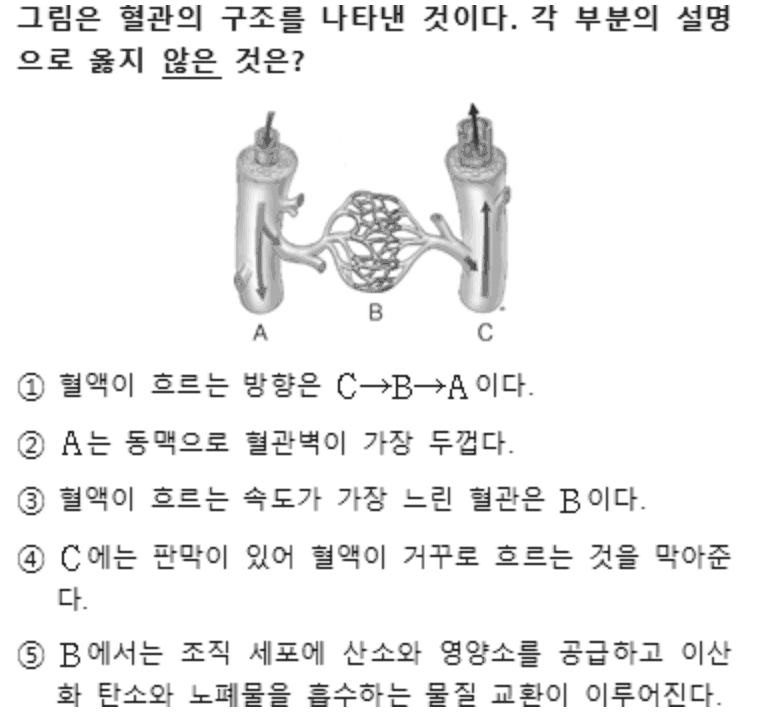 그림은 혈관의 구조를 나타낸 것이다. 각 부분의 설명
으로 옳지 않은 것은?
A
B
C
① 혈액이 흐르는 방향은 C→B→A이다.
② A는 동맥으로 혈관벽이 가장 두껍다.
③ 혈액이 흐르는 속도가 가장 느린 혈관은 B이다.
④ C에는 판막이 있어 혈액이 거꾸로 흐르는 것을 막아준
다.
⑤ B에서는 조직 세포에 산소와 영양소를 공급하고 이산
화 탄소와 노폐물을 흡수하는 물질 교환이 이루어진다.